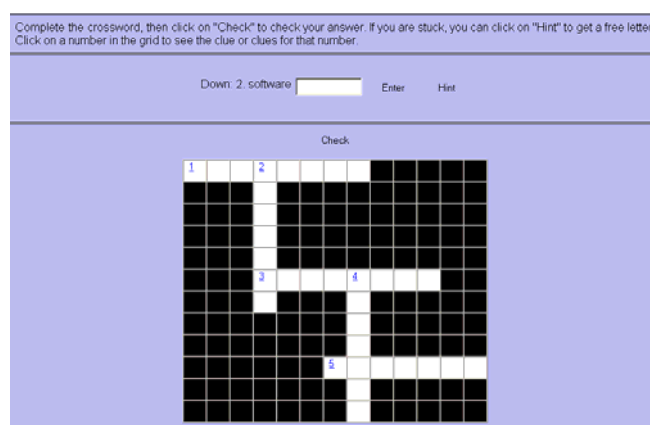 Complete the crossword, then click on "Check" to check your answer. If you are stuck, you can click on "Hint" to get a free lette
Click on a number in the grid to see the clue or clues for that number.
Down: 2. software Enter Hint
Check
1 2
3 4
5